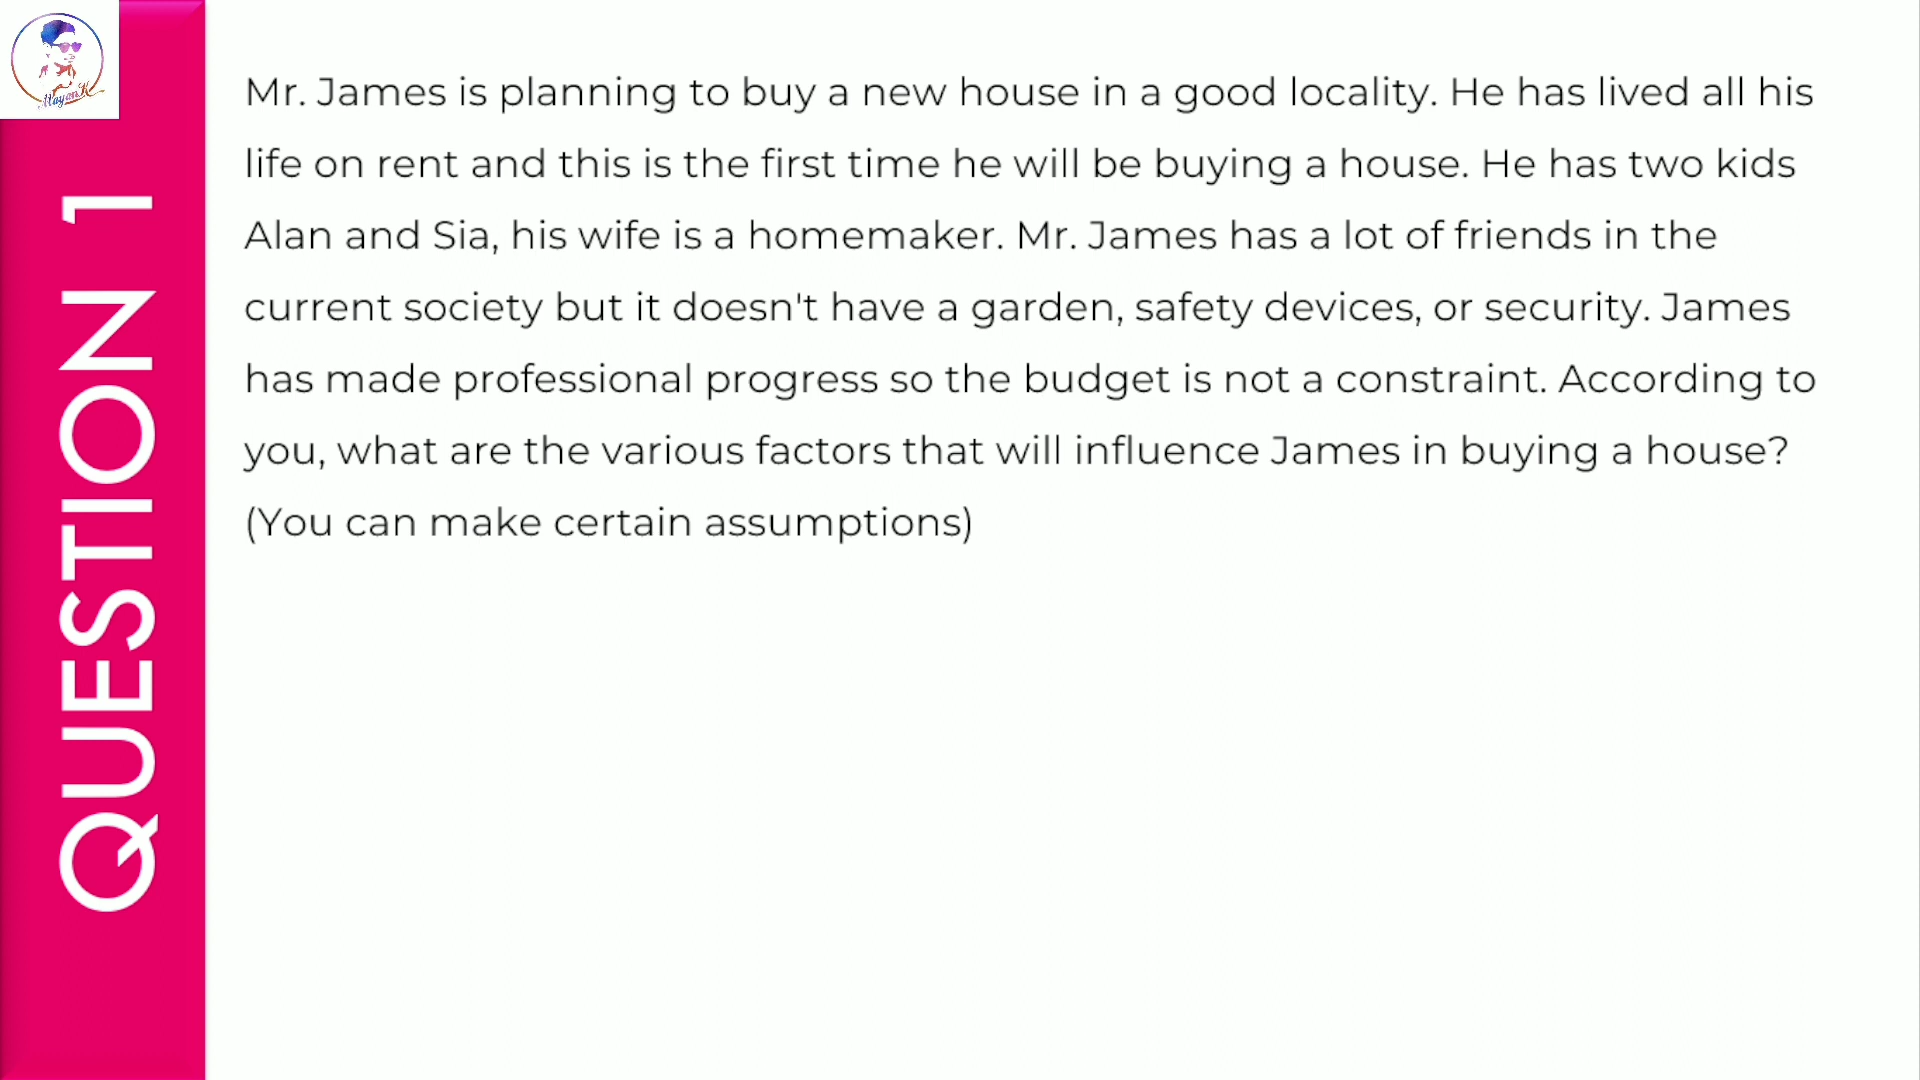 MayanK
QUESTION 1
Mr. James is planning to buy a new house in a good locality. He has lived all his
life on rent and this is the first time he will be buying a house. He has two kids
Alan and Sia, his wife is a homemaker. Mr. James has a lot of friends in the
current society but it doesn't have a garden, safety devices, or security. James
has made professional progress so the budget is not a constraint. According to
you, what are the various factors that will influence James in buying a house?
(You can make certain assumptions)